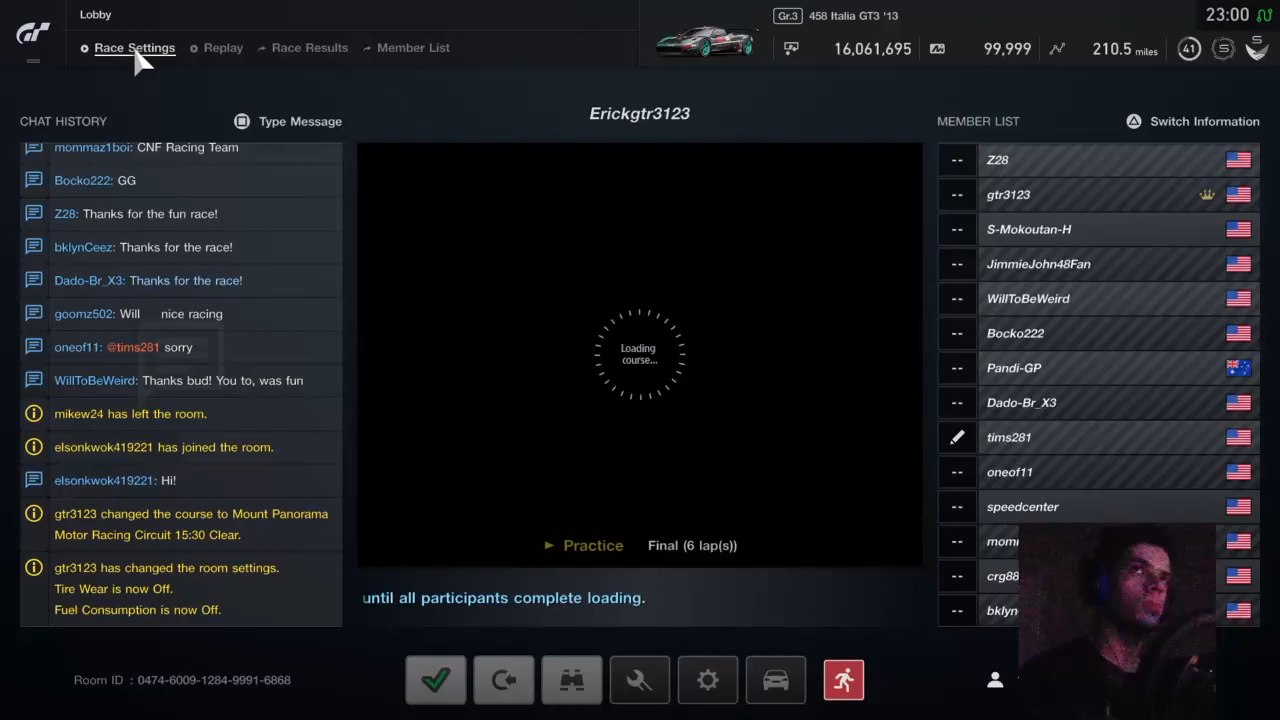 Lobby
Race Settings
Replay
Race Results
Member List
Gr.3
458 Italia GT3 '13
16,061,695
99,999
210.5 miles
41
S
S
23:00
CHAT HISTORY
Type Message
mommaz1boi: CNF Racing Team
Bocko222: GG
Z28: Thanks for the fun race!
bklynCeez: Thanks for the race!
Dado-Br_X3: Thanks for the race!
goomz502: Will nice racing
oneof11: @tims281 sorry
WillToBeWeird: Thanks bud! You to, was fun
mikew24 has left the room.
elsonkwok419221 has joined the room.
elsonkwok419221: Hi!
gtr3123 changed the course to Mount Panorama
Motor Racing Circuit 15:30 Clear.
gtr3123 has changed the room settings.
Tire Wear is now Off.
Fuel Consumption is now Off.
Erickgtr3123
Loading
course...
Practice
Final (6 lap(s))
until all participants complete loading.
MEMBER LIST
Switch Information
-- Z28
-- gtr3123
-- S-Mokoutan-H
-- JimmieJohn48Fan
-- WillToBeWeird
-- Bocko222
-- Pandi-GP
-- Dado-Br_X3
tims281
-- oneof11
-- speedcenter
-- mom
-- crg88
-- bklyn
Room ID : 0474-6009-1284-9991-6868